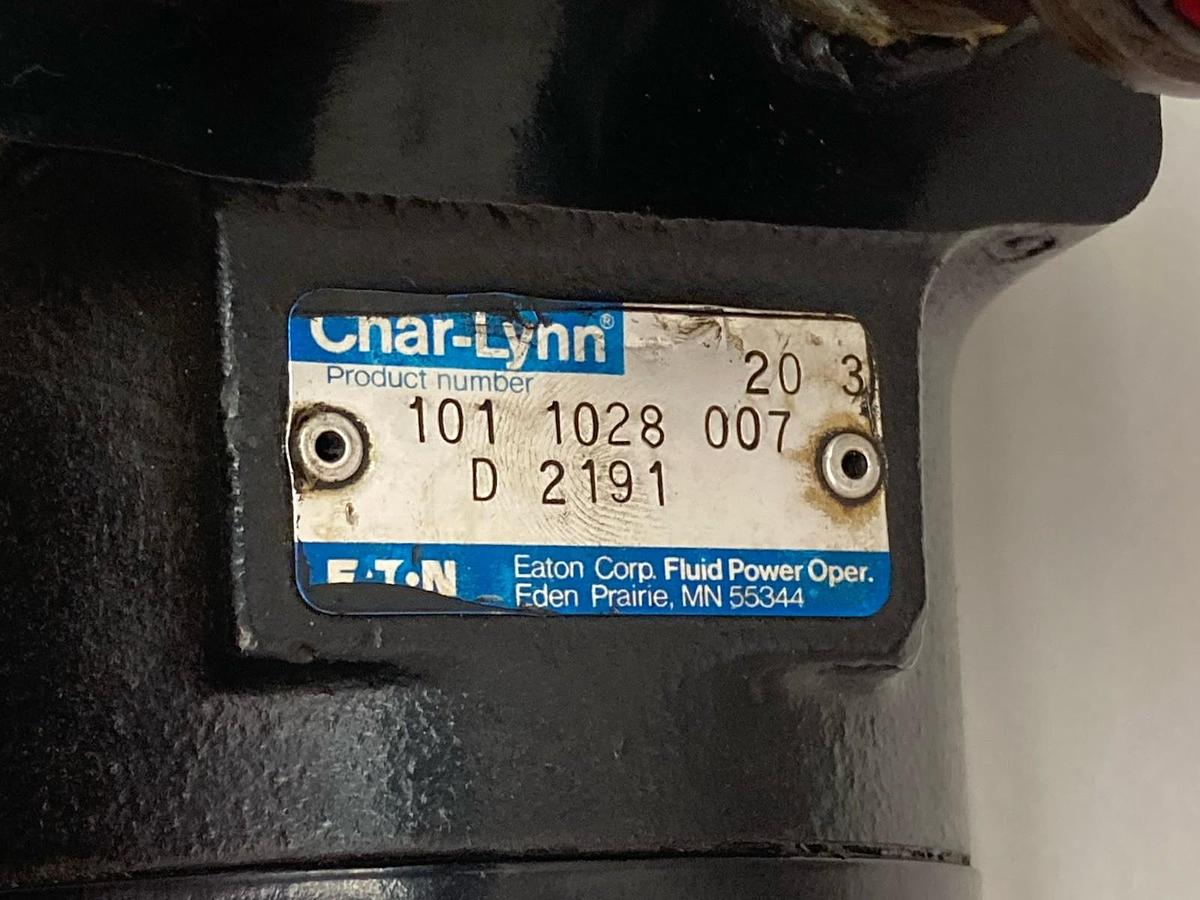 Char-Lynn®
Product number
20 3
101 1028 007
D 2191
EATON Eaton Corp. Fluid Power Oper.
Eden Prairie, MN 55344